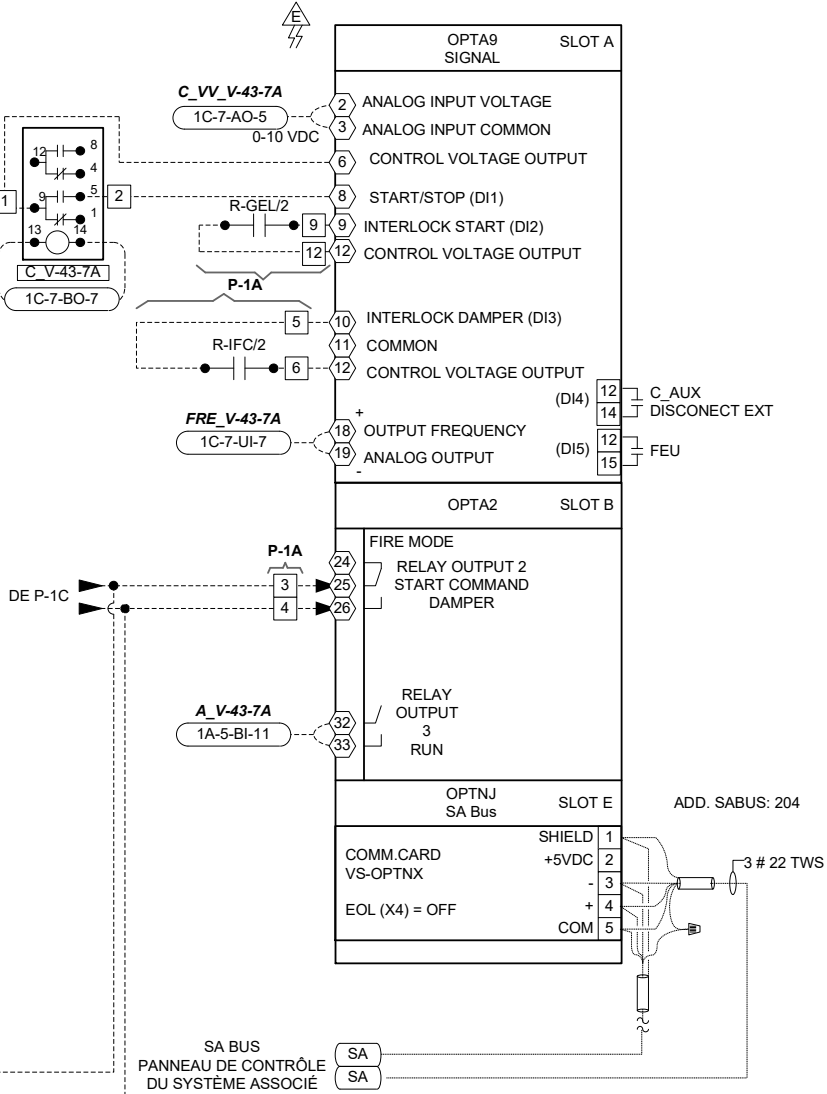 E
OPTA9
SIGNAL
SLOT A
C_VV_V-43-7A
1C-7-AO-5
0-10 VDC
2
ANALOG INPUT VOLTAGE
3
ANALOG INPUT COMMON
6
CONTROL VOLTAGE OUTPUT
12
8
4
9
5
1
13
14
1
2
C_V-43-7A
1C-7-BO-7
8
START/STOP (DI1)
R-GEL/2
9
9
INTERLOCK START (DI2)
12
12
CONTROL VOLTAGE OUTPUT
P-1A
5
10
INTERLOCK DAMPER (DI3)
11
COMMON
R-IFC/2
6
12
CONTROL VOLTAGE OUTPUT
(DI4)
12
14
C_AUX
DISCONECT EXT
FRE_V-43-7A
1C-7-UI-7
+
18
OUTPUT FREQUENCY
19
ANALOG OUTPUT
-
(DI5)
12
15
FEU
OPTA2
SLOT B
FIRE MODE
P-1A
DE P-1C
3
4
24
25
26
RELAY OUTPUT 2
START COMMAND
DAMPER
A_V-43-7A
1A-5-BI-11
32
33
RELAY
OUTPUT
3
RUN
OPTNJ
SA Bus
SLOT E
ADD. SABUS: 204
COMM.CARD
VS-OPTNX
EOL (X4) = OFF
SHIELD 1
+5VDC 2
- 3
+ 4
COM 5
3 # 22 TWS
SA BUS
PANNEAU DE CONTRÔLE
DU SYSTÈME ASSOCIÉ
SA
SA